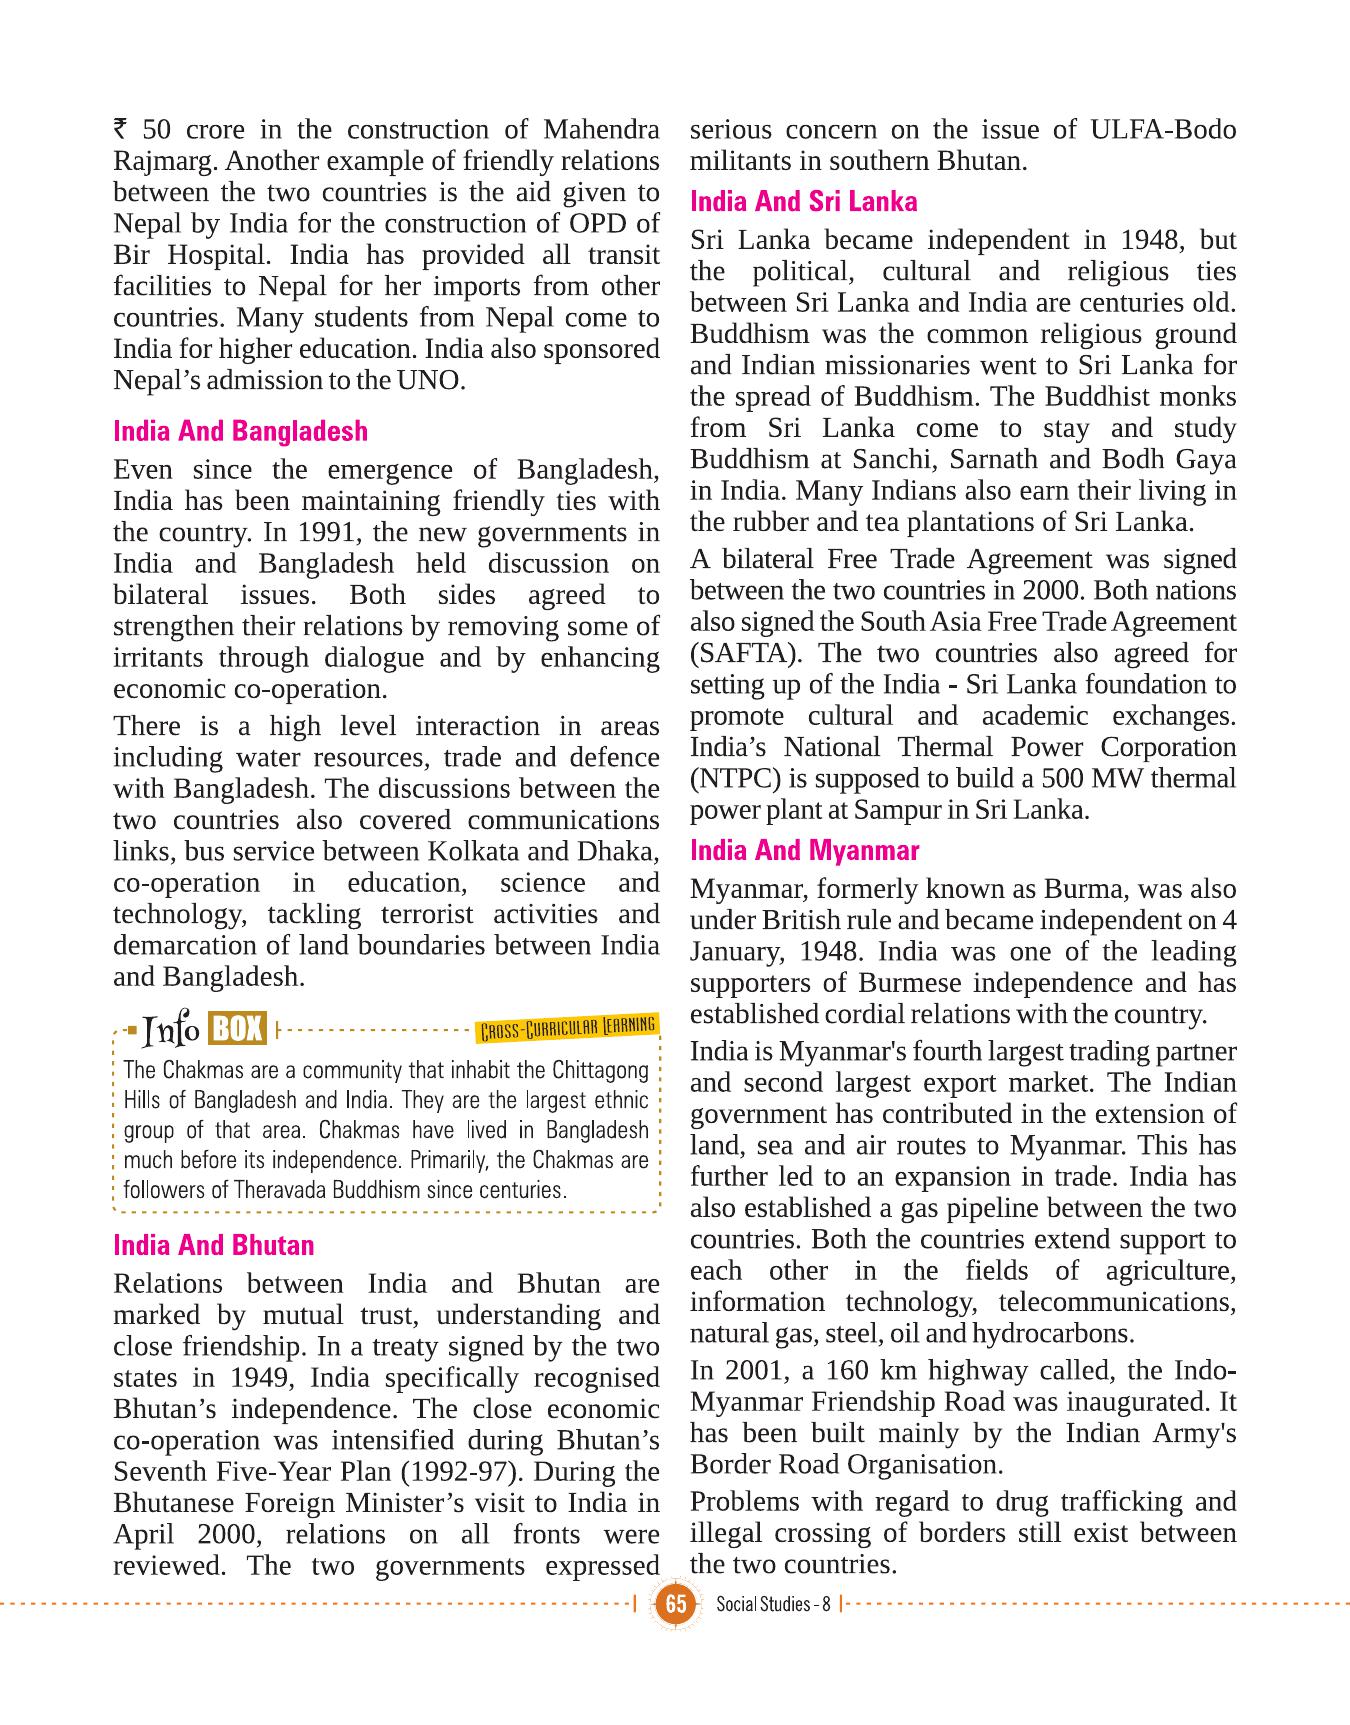 ₹ 50 crore in the construction of Mahendra
Rajmarg. Another example of friendly relations
between the two countries is the aid given to
Nepal by India for the construction of OPD of
Bir Hospital. India has provided all transit
facilities to Nepal for her imports from other
countries. Many students from Nepal come to
India for higher education. India also sponsored
Nepal’s admission to the UNO.
India And Bangladesh
Even since the emergence of Bangladesh,
India has been maintaining friendly ties with
the country. In 1991, the new governments in
India and Bangladesh held discussion on
bilateral issues. Both sides agreed to
strengthen their relations by removing some of
irritants through dialogue and by enhancing
economic co-operation.
There is a high level interaction in areas
including water resources, trade and defence
with Bangladesh. The discussions between the
two countries also covered communications
links, bus service between Kolkata and Dhaka,
co-operation in education, science and
technology, tackling terrorist activities and
demarcation of land boundaries between India
and Bangladesh.
Info BOX
Cross-Curricular Learning
The Chakmas are a community that inhabit the Chittagong
Hills of Bangladesh and India. They are the largest ethnic
group of that area. Chakmas have lived in Bangladesh
much before its independence. Primarily, the Chakmas are
followers of Theravada Buddhism since centuries.
India And Bhutan
Relations between India and Bhutan are
marked by mutual trust, understanding and
close friendship. In a treaty signed by the two
states in 1949, India specifically recognised
Bhutan’s independence. The close economic
co-operation was intensified during Bhutan’s
Seventh Five-Year Plan (1992-97). During the
Bhutanese Foreign Minister’s visit to India in
April 2000, relations on all fronts were
reviewed. The two governments expressed
serious concern on the issue of ULFA-Bodo
militants in southern Bhutan.
India And Sri Lanka
Sri Lanka became independent in 1948, but
the political, cultural and religious ties
between Sri Lanka and India are centuries old.
Buddhism was the common religious ground
and Indian missionaries went to Sri Lanka for
the spread of Buddhism. The Buddhist monks
from Sri Lanka come to stay and study
Buddhism at Sanchi, Sarnath and Bodh Gaya
in India. Many Indians also earn their living in
the rubber and tea plantations of Sri Lanka.
A bilateral Free Trade Agreement was signed
between the two countries in 2000. Both nations
also signed the South Asia Free Trade Agreement
(SAFTA). The two countries also agreed for
setting up of the India - Sri Lanka foundation to
promote cultural and academic exchanges.
India’s National Thermal Power Corporation
(NTPC) is supposed to build a 500 MW thermal
power plant at Sampur in Sri Lanka.
India And Myanmar
Myanmar, formerly known as Burma, was also
under British rule and became independent on 4
January, 1948. India was one of the leading
supporters of Burmese independence and has
established cordial relations with the country.
India is Myanmar's fourth largest trading partner
and second largest export market. The Indian
government has contributed in the extension of
land, sea and air routes to Myanmar. This has
further led to an expansion in trade. India has
also established a gas pipeline between the two
countries. Both the countries extend support to
each other in the fields of agriculture,
information technology, telecommunications,
natural gas, steel, oil and hydrocarbons.
In 2001, a 160 km highway called, the Indo-
Myanmar Friendship Road was inaugurated. It
has been built mainly by the Indian Army's
Border Road Organisation.
Problems with regard to drug trafficking and
illegal crossing of borders still exist between
the two countries.
65 Social Studies - 8